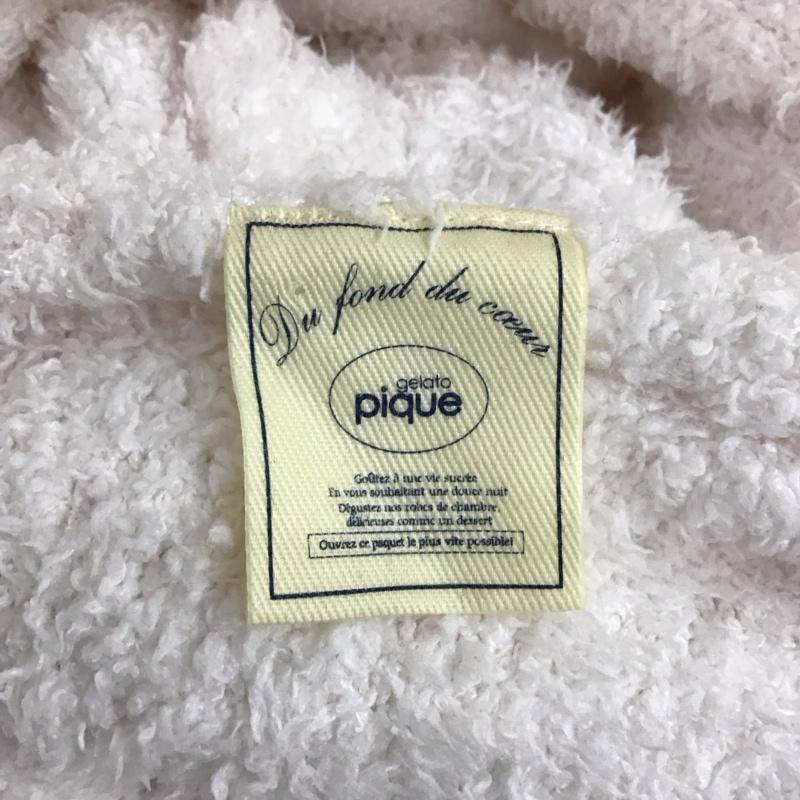 Du fond du coeur
gelato
pique
Goûtez à une vie sucrée
En vous souhaitant une douce nuit
Dégustez nos robes de chambre,
délicieuses comme un dessert
Ouvrez ce paquet le plus vite possible!